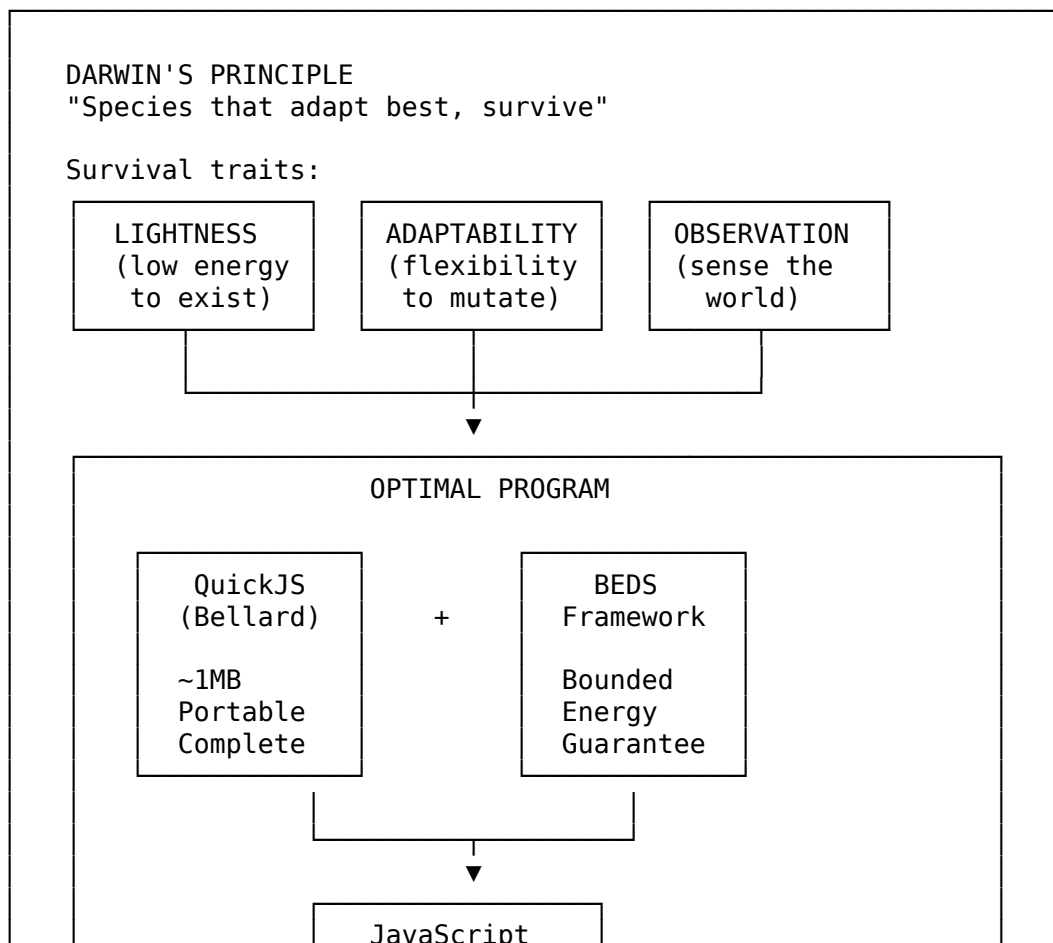 DARWIN'S PRINCIPLE
"Species that adapt best, survive"
Survival traits:
LIGHTNESS ADAPTABILITY OBSERVATION
(low energy (flexibility (sense the
to exist) to mutate) world)
OPTIMAL PROGRAM
QuickJS BEDS
(Bellard) + Framework
~1MB Bounded
Portable Energy
Complete Guarantee
JavaScript